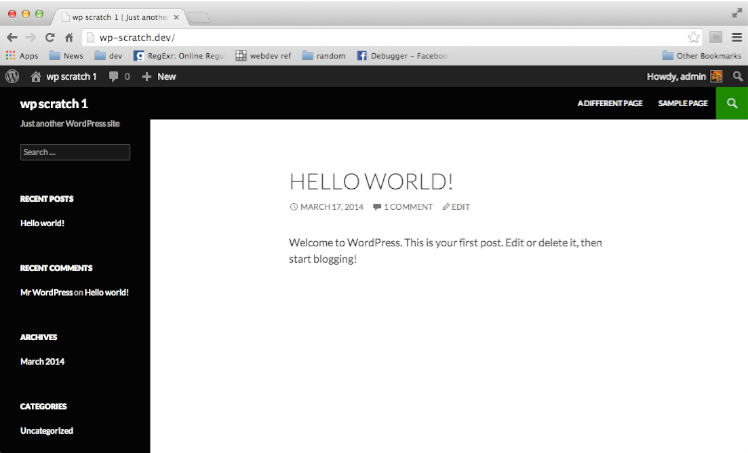 wp scratch 1 | Just another
wp-scratch.dev/
Apps News dev RegExr: Online Regu webdev ref random Debugger - Faceboo Other Bookmarks
wp scratch 1 0 New Howdy, admin
wp scratch 1 A DIFFERENT PAGE SAMPLE PAGE
Just another WordPress site
Search ...
RECENT POSTS
Hello world!
RECENT COMMENTS
Mr WordPress on Hello world!
ARCHIVES
March 2014
CATEGORIES
Uncategorized
HELLO WORLD!
MARCH 17, 2014 1 COMMENT EDIT
Welcome to WordPress. This is your first post. Edit or delete it, then
start blogging!